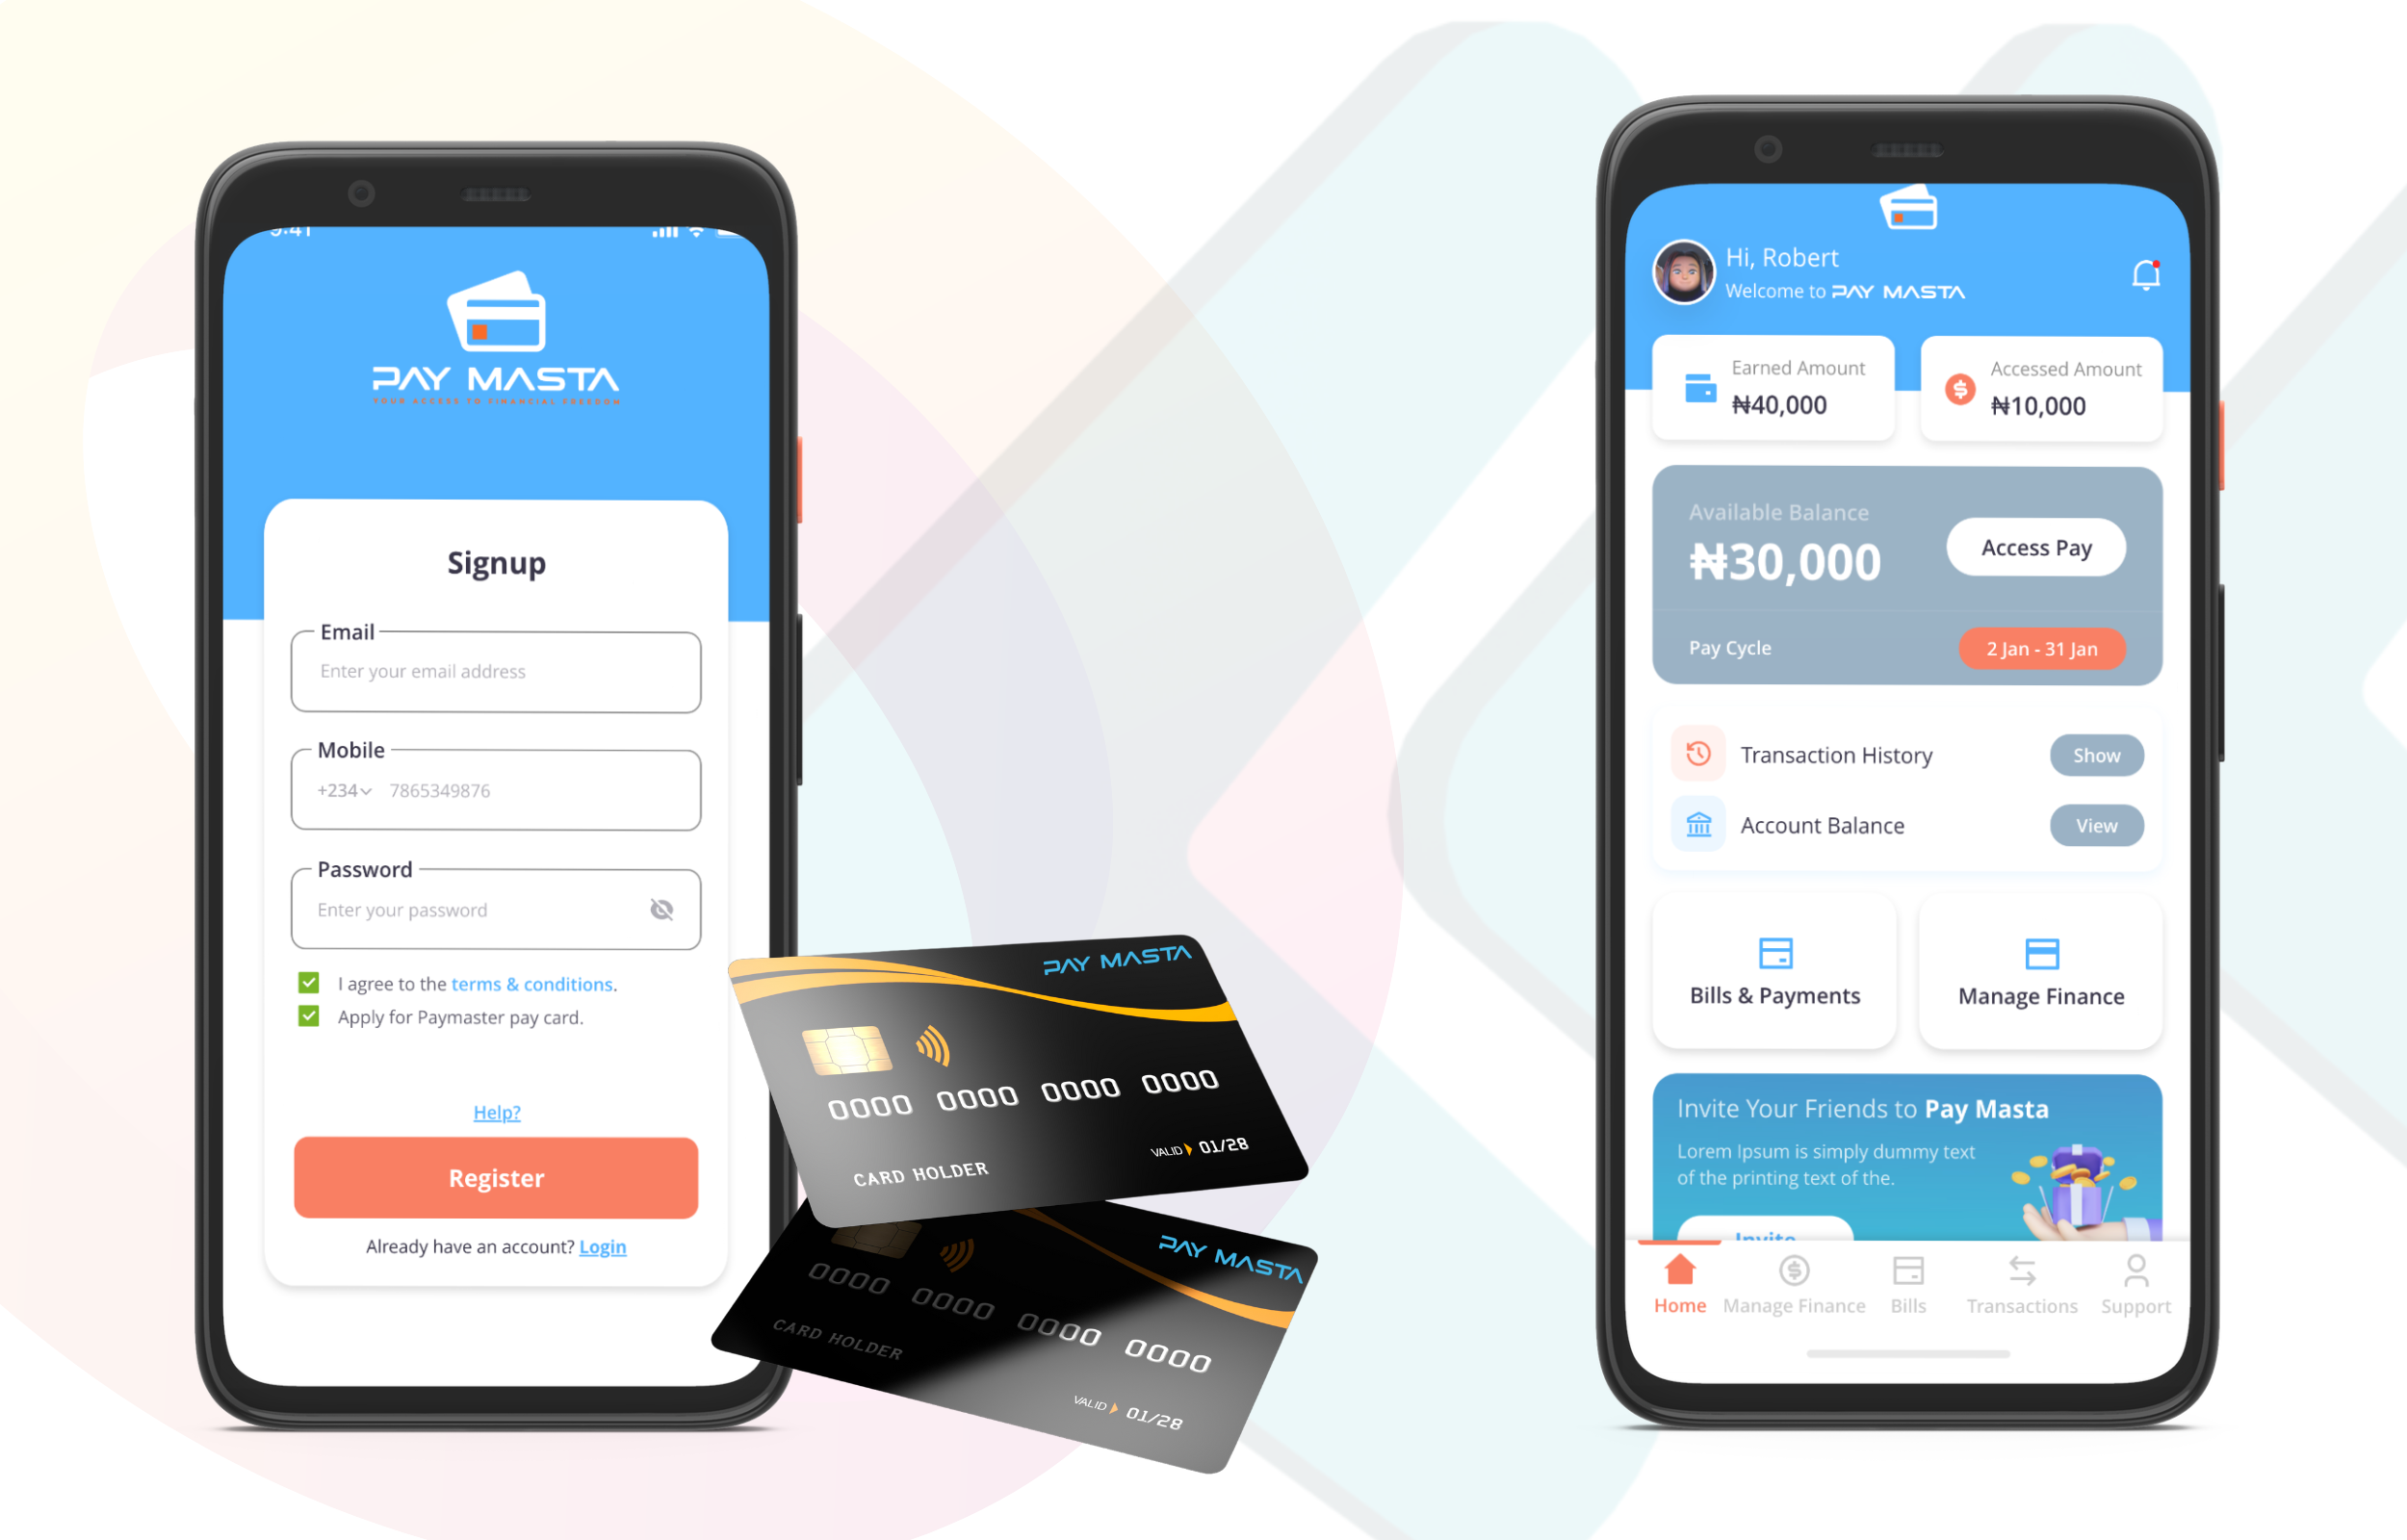 9:41
PAY MASTA
YOUR ACCESS TO FINANCIAL FREEDOM
Signup
Email
Enter your email address
Mobile
+234 7865349876
Password
Enter your password
I agree to the terms & conditions.
Apply for Paymaster pay card.
Help?
Register
Already have an account? Login
PAY MASTA
0000 0000 0000 0000
VALID 01/28
CARD HOLDER
PAY MASTA
0000 0000 0000 0000
CARD HOLDER
VALID 01/28
Hi, Robert
Welcome to PAY MASTA
Earned Amount
₦40,000
Accessed Amount
₦10,000
Available Balance
₦30,000
Access Pay
Pay Cycle
2 Jan - 31 Jan
Transaction History
Show
Account Balance
View
Bills & Payments
Manage Finance
Invite Your Friends to Pay Masta
Lorem Ipsum is simply dummy text
of the printing text of the.
Invite
Home
Manage Finance
Bills
Transactions
Support